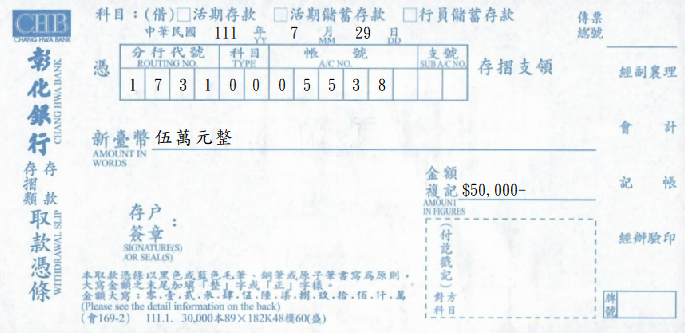 科目：(借)□活期存款 □活期儲蓄存款 □行員儲蓄存款
傳票
編號
CHB
CHANG HWA BANK
彰化銀行
CHANG HWA BANK
存摺類存款
取款憑條
WITHDRAWAL SLIP
中華民國 111 年 7 月 29 日
YY MM DD
憑
分行代號 科目 帳號 支號
ROUTING NO. TYPE A/C NO. SUB A/C NO.
1 7 3 1 0 0 0 5 5 3 8
存摺支領
新臺幣 伍萬元整
AMOUNT IN
WORDS
金額
複記 $50,000-
AMOUNT
IN FIGURES
存戶
簽章：
SIGNATURE(S)
/OR SEAL(S)
(付訖戳記)
對方
科目
經副襄理
會計
記帳
經辦驗印
牌號
本取款憑條以黑色或藍色毛筆、鋼筆或原子筆書寫為原則，
大寫金額之末尾加填「整」字或「正」字樣。
金額大寫：零、壹、貳、參、肆、伍、陸、柒、捌、玖、拾、佰、仟、萬
(Please see the detail information on the back)
(會169-2) 111.1. 30,000本89×182K48模60(盛)